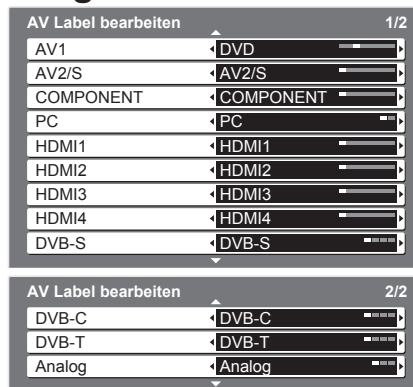 AV Label bearbeiten 1/2
AV1 DVD
AV2/S AV2/S
COMPONENT COMPONENT
PC PC
HDMI1 HDMI1
HDMI2 HDMI2
HDMI3 HDMI3
HDMI4 HDMI4
DVB-S DVB-S
AV Label bearbeiten 2/2
DVB-C DVB-C
DVB-T DVB-T
Analog Analog